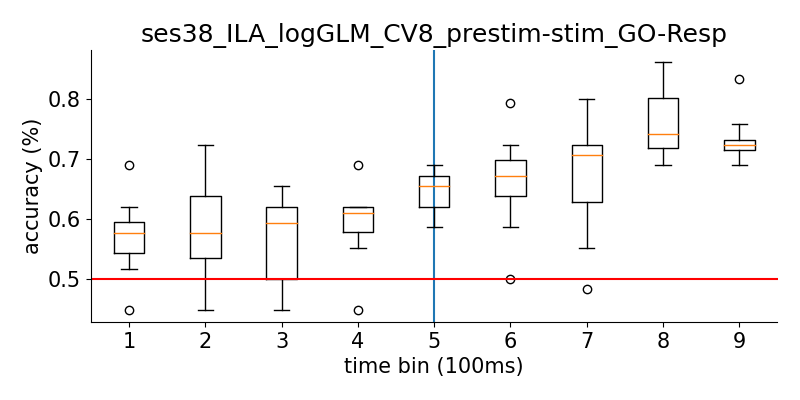 ses38_ILA_logGLM_CV8_prestim-stim_GO-Resp
accuracy (%)
0.8
0.7
0.6
0.5
1 2 3 4 5 6 7 8 9
time bin (100ms)